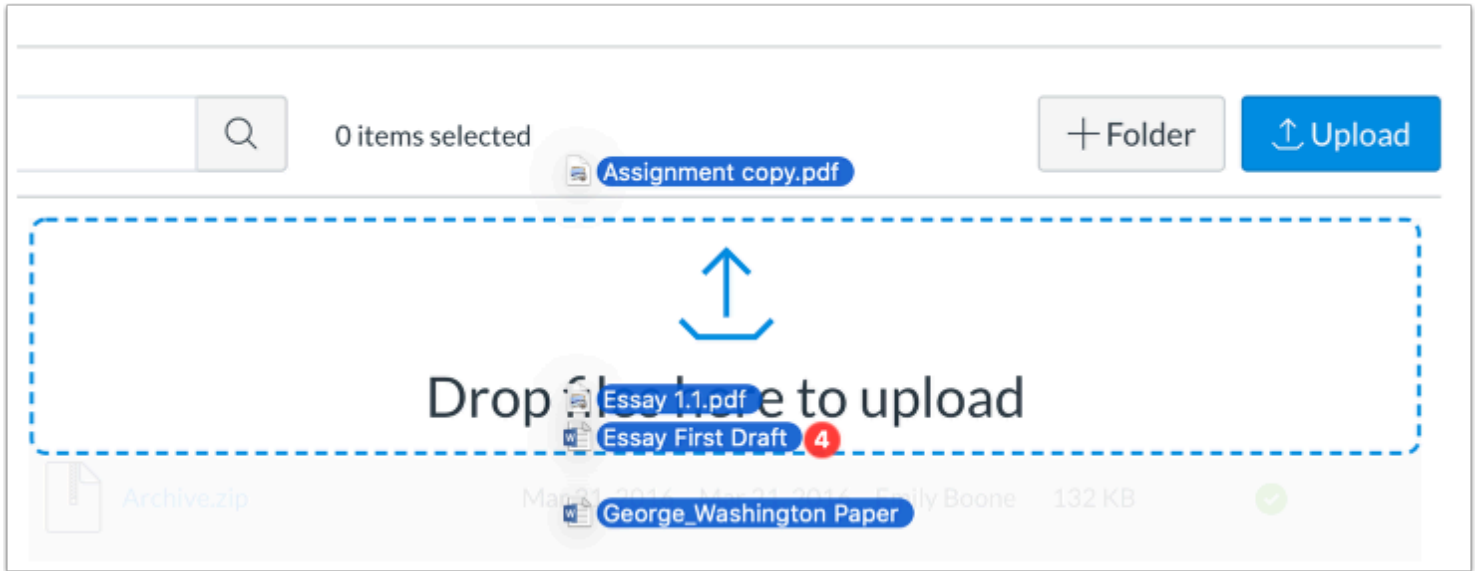 0 items selected
+Folder
Upload
Assignment copy.pdf
Drop files here to upload
Essay 1.1.pdf
Essay First Draft 4
Archive.zip Mar 21, 2016 Mar 21, 2016 Emily Boone 132 KB
George_Washington Paper